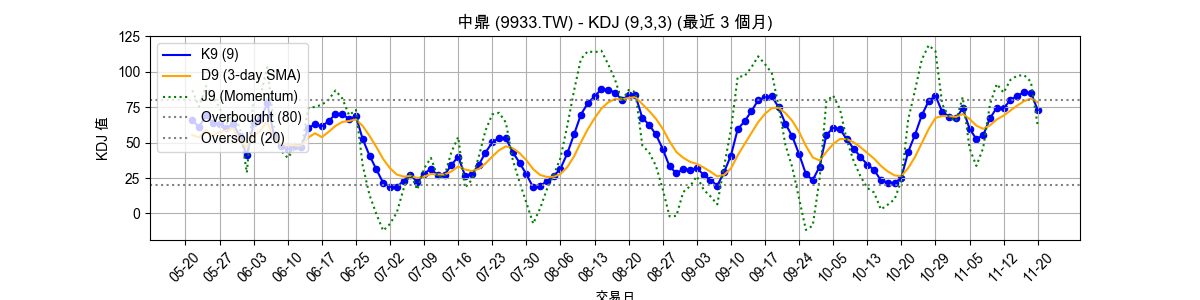 中鼎 (9933.TW) - KDJ (9,3,3) (最近 3 個月)
KDJ 值
125
100
75
50
25
0
K9 (9)
D9 (3-day SMA)
J9 (Momentum)
Overbought (80)
Oversold (20)
05-20 05-27 06-03 06-10 06-17 06-25 07-02 07-09 07-16 07-23 07-30 08-06 08-13 08-20 08-27 09-03 09-10 09-17 09-24 10-05 10-13 10-20 10-29 11-05 11-12 11-20
交易日